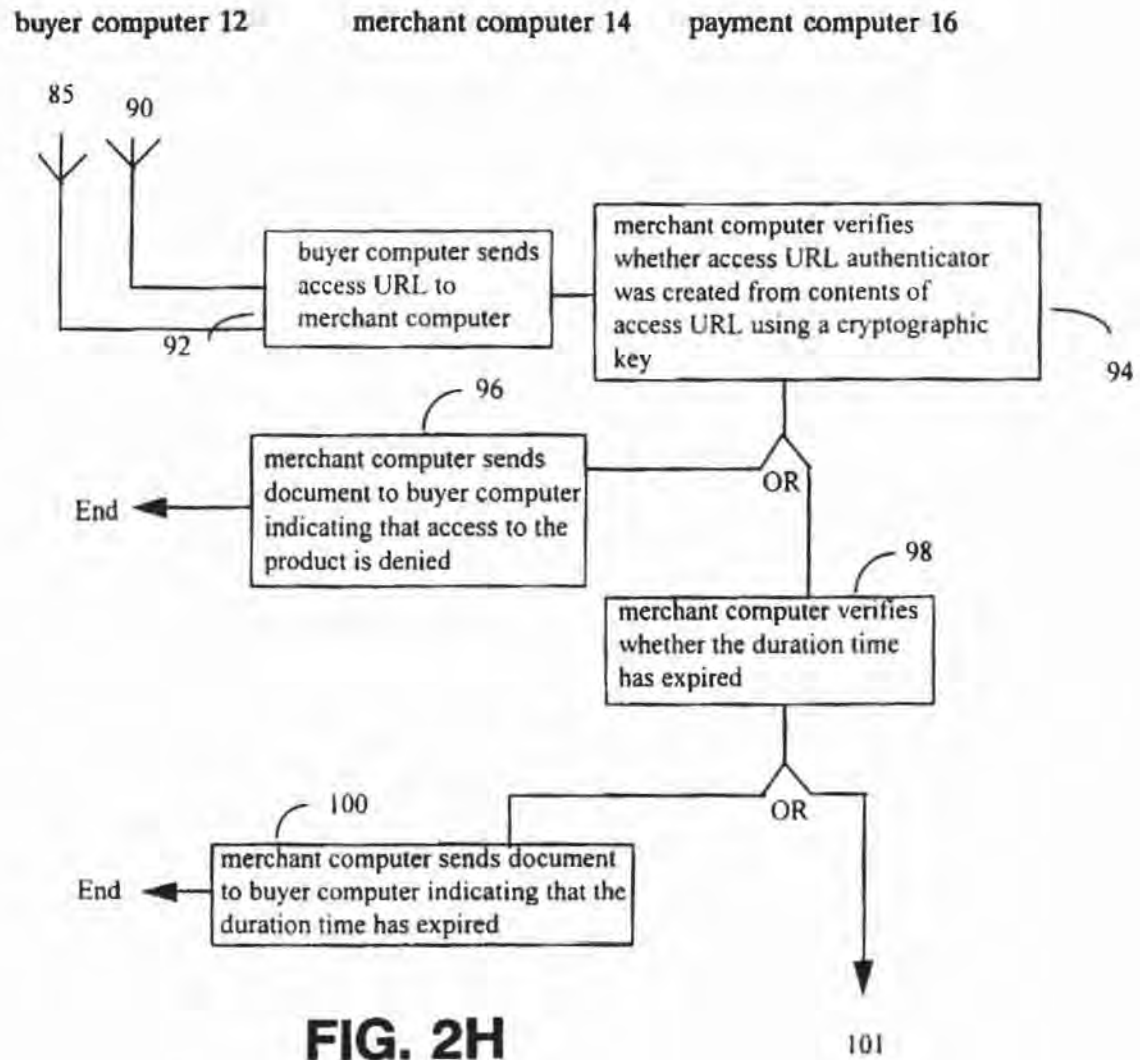 buyer computer 12 merchant computer 14 payment computer 16
85
90
buyer computer sends
access URL to
merchant computer
92
merchant computer verifies
whether access URL authenticator
was created from contents of
access URL using a cryptographic
key
94
96
merchant computer sends
document to buyer computer
indicating that access to the
product is denied
End
OR
98
merchant computer verifies
whether the duration time
has expired
OR
100
merchant computer sends document
to buyer computer indicating that the
duration time has expired
End
FIG. 2H
101